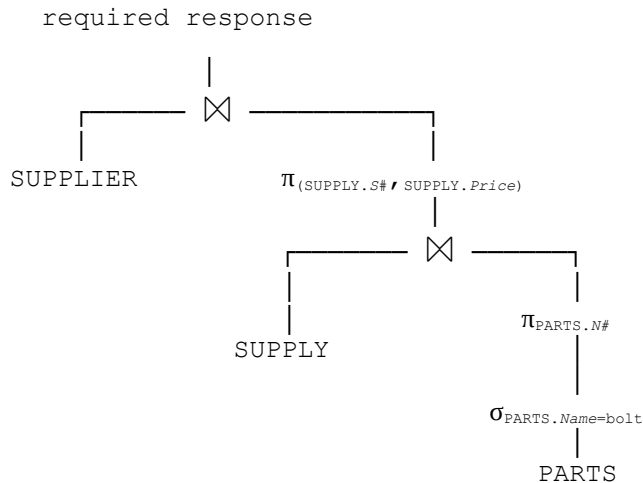 required response
⋈
SUPPLIER
π(SUPPLY.S#, SUPPLY.Price)
⋈
SUPPLY
πPARTS.N#
σPARTS.Name=bolt
PARTS